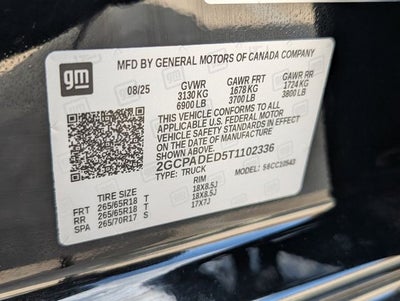 gm
MFD BY GENERAL MOTORS OF CANADA COMPANY
08/25 GVWR GAWR FRT GAWR RR
3130 KG 1678 KG 1724 KG
6900 LB 3700 LB 3800 LB
THIS VEHICLE CONFORMS TO ALL
APPLICABLE U.S. FEDERAL MOTOR
VEHICLE SAFETY STANDARDS IN EFFECT
ON THE DATE OF MANUFACTURE
SHOWN ABOVE.
2GCPADED5T1102336
TYPE: TRUCK MODEL: S6CC10543
TIRE SIZE RIM
FRT 265/65R18 T 18X8.5J
RR 265/65R18 T 18X8.5J
SPA 265/70R17 S 17X7J